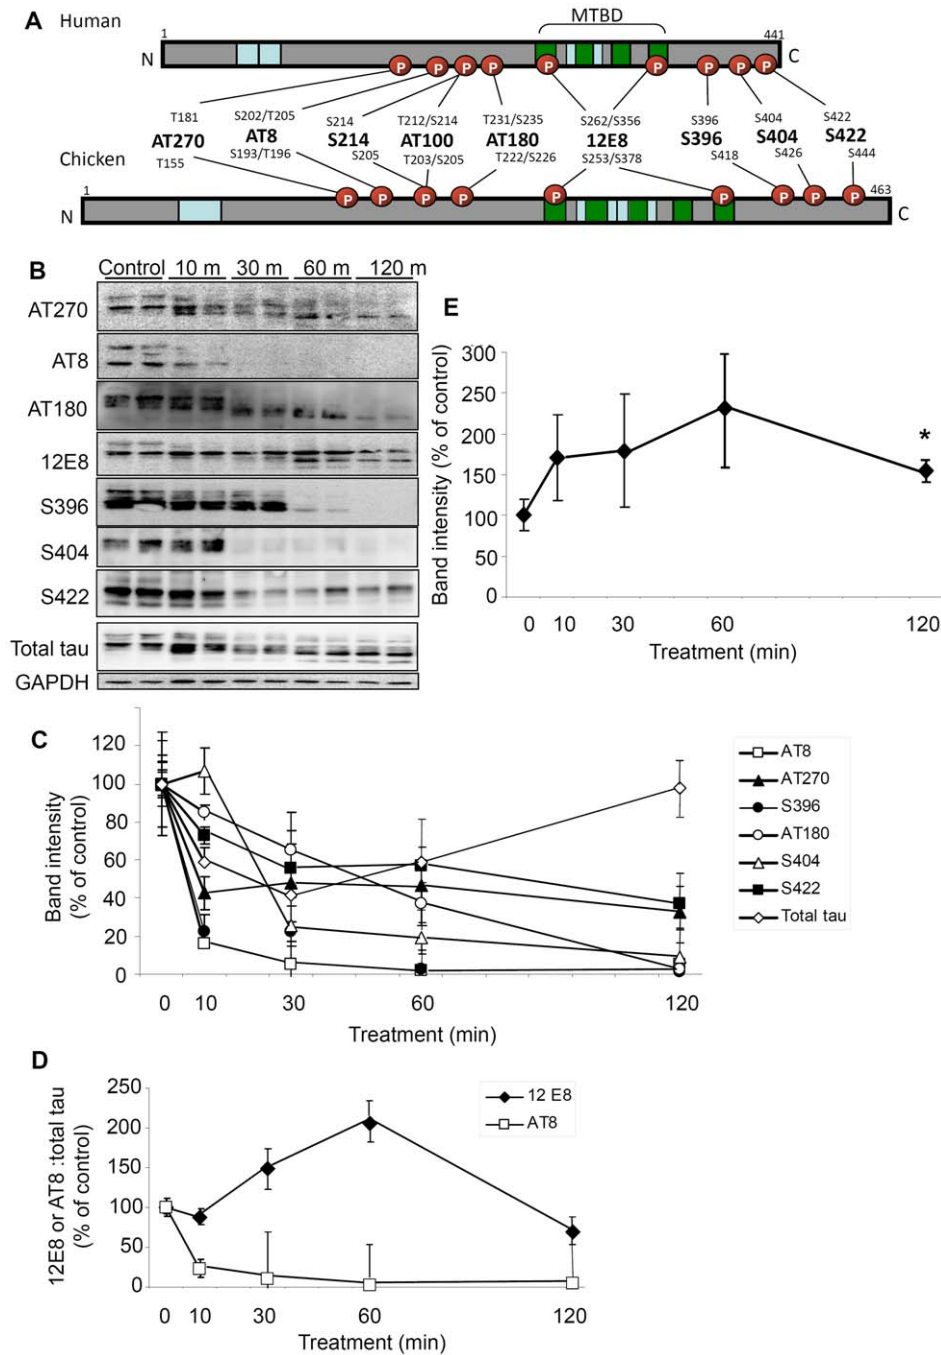 A
Human
MTBD
1
441
N
C
P P P P P P P P P
T181 S202/T205 S214 T212/S214 T231/S235 S262/S356 S396 S404 S422
AT270 AT8 S214 AT100 AT180 12E8 S396 S404 S422
T155 S193/T196 S205 T203/S205 T222/S226 S253/S378 S418 S426 S444
Chicken
1
463
P P P P P P P P P
N
C
B
Control 10 m 30 m 60 m 120 m
AT270
AT8
AT180
12E8
S396
S404
S422
Total tau
GAPDH
E
Band intensity (% of control)
300
250
200
150
100
50
0
*
0 10 30 60 120
Treatment (min)
C
Band intensity
(% of control)
120
100
80
60
40
20
0
0 10 30 60 120
Treatment (min)
AT8
AT270
S396
AT180
S404
S422
Total tau
D
12E8 or AT8 :total tau
(% of control)
250
200
150
100
50
0
0 10 30 60 120
Treatment (min)
12 E8
AT8